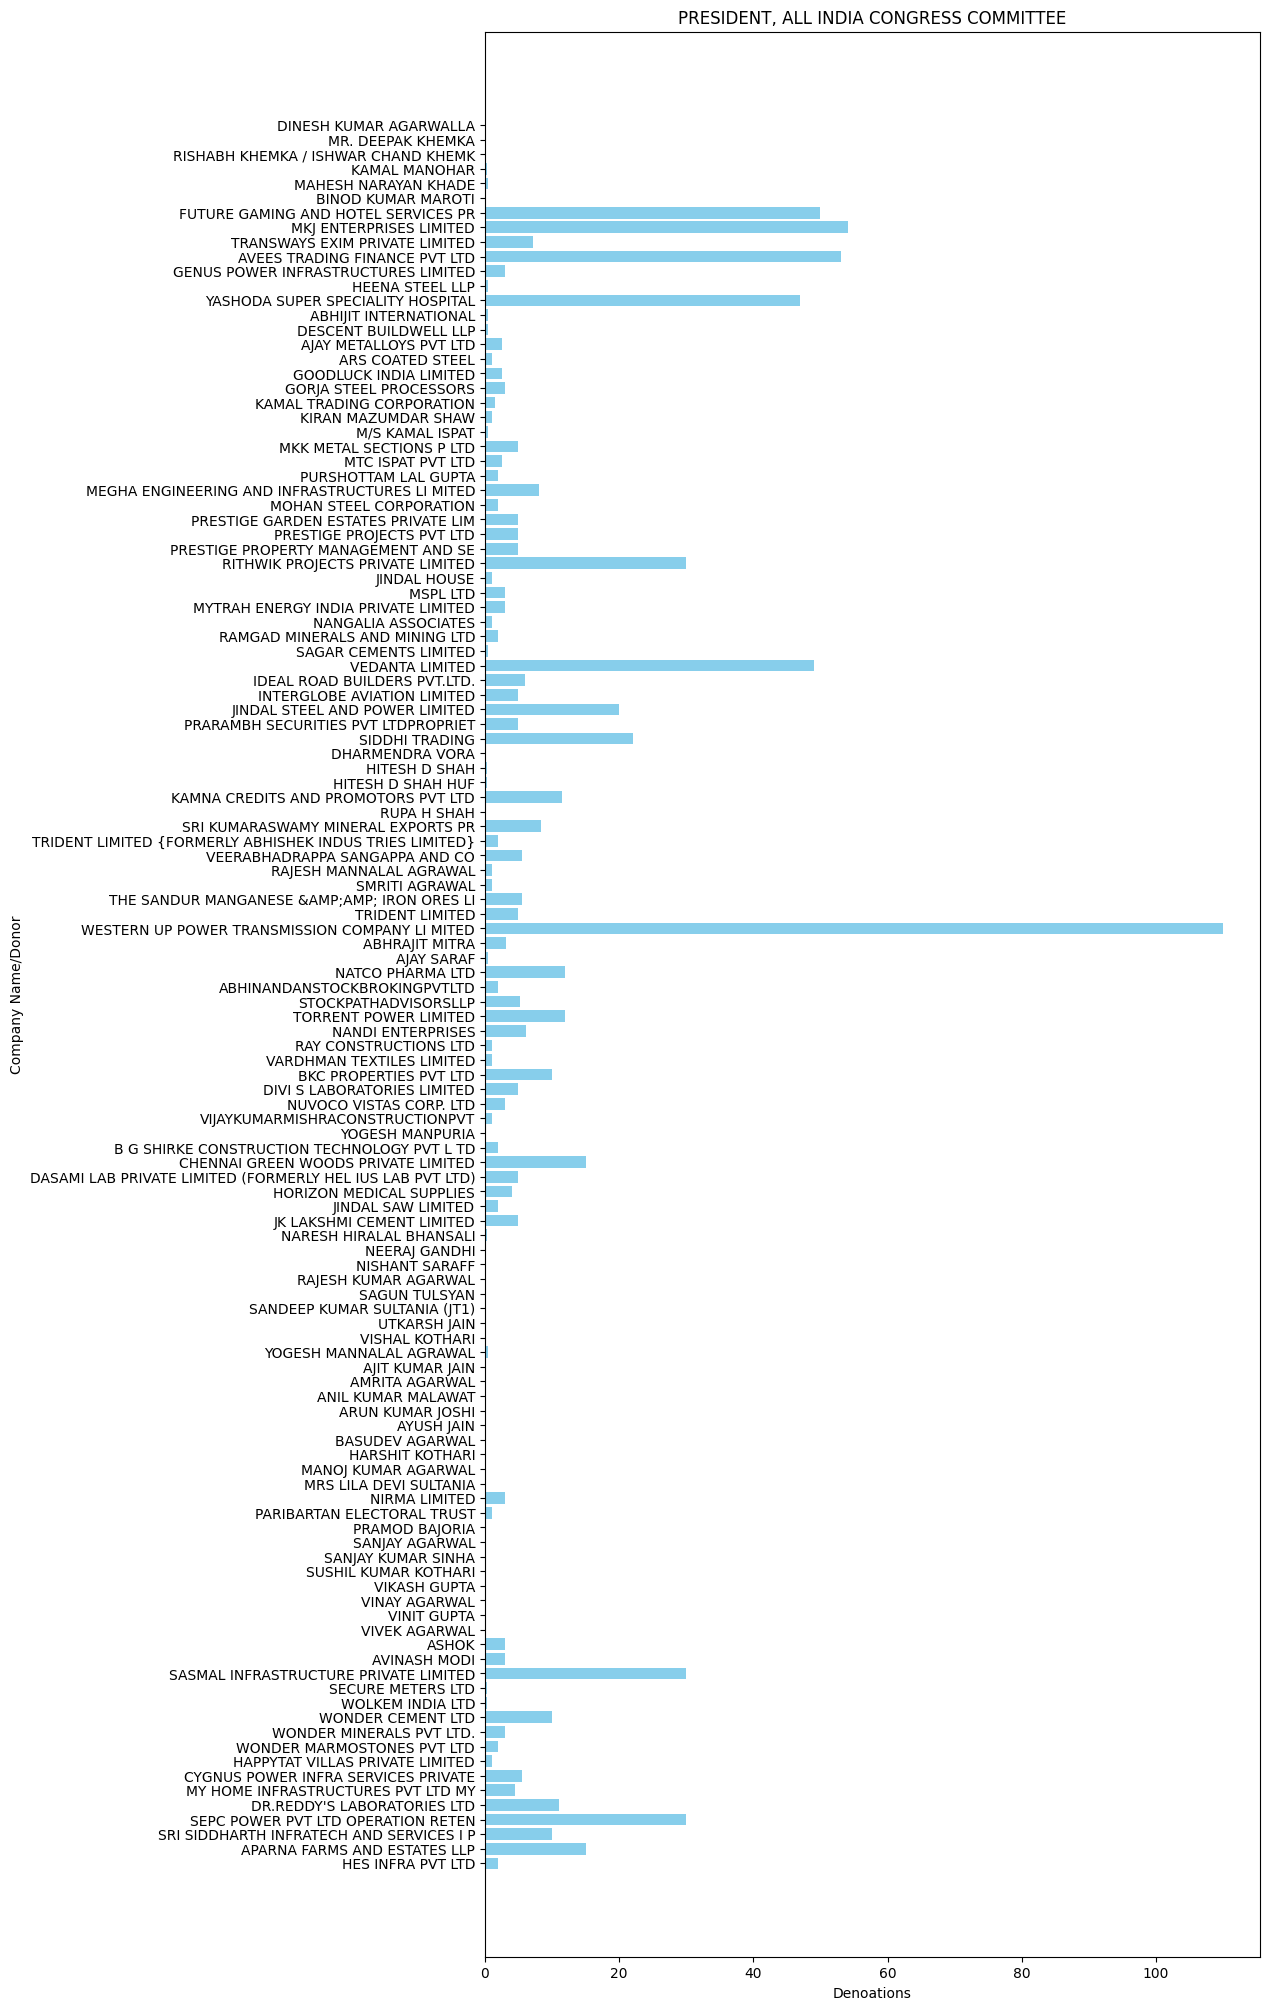 PRESIDENT, ALL INDIA CONGRESS COMMITTEE
DINESH KUMAR AGARWALLA
MR. DEEPAK KHEMKA
RISHABH KHEMKA / ISHWAR CHAND KHEMK
KAMAL MANOHAR
MAHESH NARAYAN KHADE
BINOD KUMAR MAROTI
FUTURE GAMING AND HOTEL SERVICES PR
MKJ ENTERPRISES LIMITED
TRANSWAYS EXIM PRIVATE LIMITED
AVEES TRADING FINANCE PVT LTD
GENUS POWER INFRASTRUCTURES LIMITED
HEENA STEEL LLP
YASHODA SUPER SPECIALITY HOSPITAL
ABHIJIT INTERNATIONAL
DESCENT BUILDWELL LLP
AJAY METALLOYS PVT LTD
ARS COATED STEEL
GOODLUCK INDIA LIMITED
GORJA STEEL PROCESSORS
KAMAL TRADING CORPORATION
KIRAN MAZUMDAR SHAW
M/S KAMAL ISPAT
MKK METAL SECTIONS P LTD
MTC ISPAT PVT LTD
PURSHOTTAM LAL GUPTA
MEGHA ENGINEERING AND INFRASTRUCTURES LI MITED
MOHAN STEEL CORPORATION
PRESTIGE GARDEN ESTATES PRIVATE LIM
PRESTIGE PROJECTS PVT LTD
PRESTIGE PROPERTY MANAGEMENT AND SE
RITHWIK PROJECTS PRIVATE LIMITED
JINDAL HOUSE
MSPL LTD
MYTRAH ENERGY INDIA PRIVATE LIMITED
NANGALIA ASSOCIATES
RAMGAD MINERALS AND MINING LTD
SAGAR CEMENTS LIMITED
VEDANTA LIMITED
IDEAL ROAD BUILDERS PVT.LTD.
INTERGLOBE AVIATION LIMITED
JINDAL STEEL AND POWER LIMITED
PRARAMBH SECURITIES PVT LTDPROPRIET
SIDDHI TRADING
DHARMENDRA VORA
HITESH D SHAH
HITESH D SHAH HUF
KAMNA CREDITS AND PROMOTORS PVT LTD
RUPA H SHAH
SRI KUMARASWAMY MINERAL EXPORTS PR
TRIDENT LIMITED {FORMERLY ABHISHEK INDUS TRIES LIMITED}
VEERABHADRAPPA SANGAPPA AND CO
RAJESH MANNALAL AGRAWAL
SMRITI AGRAWAL
THE SANDUR MANGANESE &AMP;AMP; IRON ORES LI
TRIDENT LIMITED
WESTERN UP POWER TRANSMISSION COMPANY LI MITED
ABHRAJIT MITRA
AJAY SARAF
NATCO PHARMA LTD
ABHINANDANSTOCKBROKINGPVTLTD
STOCKPATHADVISORSLLP
TORRENT POWER LIMITED
NANDI ENTERPRISES
RAY CONSTRUCTIONS LTD
VARDHMAN TEXTILES LIMITED
BKC PROPERTIES PVT LTD
DIVI S LABORATORIES LIMITED
NUVOCO VISTAS CORP. LTD
VIJAYKUMARMISHRACONSTRUCTIONPVT
YOGESH MANPURIA
B G SHIRKE CONSTRUCTION TECHNOLOGY PVT L TD
CHENNAI GREEN WOODS PRIVATE LIMITED
DASAMI LAB PRIVATE LIMITED (FORMERLY HEL IUS LAB PVT LTD)
HORIZON MEDICAL SUPPLIES
JINDAL SAW LIMITED
JK LAKSHMI CEMENT LIMITED
NARESH HIRALAL BHANSALI
NEERAJ GANDHI
NISHANT SARAFF
RAJESH KUMAR AGARWAL
SAGUN TULSYAN
SANDEEP KUMAR SULTANIA (JT1)
UTKARSH JAIN
VISHAL KOTHARI
YOGESH MANNALAL AGRAWAL
AJIT KUMAR JAIN
AMRITA AGARWAL
ANIL KUMAR MALAWAT
ARUN KUMAR JOSHI
AYUSH JAIN
BASUDEV AGARWAL
HARSHIT KOTHARI
MANOJ KUMAR AGARWAL
MRS LILA DEVI SULTANIA
NIRMA LIMITED
PARIBARTAN ELECTORAL TRUST
PRAMOD BAJORIA
SANJAY AGARWAL
SANJAY KUMAR SINHA
SUSHIL KUMAR KOTHARI
VIKASH GUPTA
VINAY AGARWAL
VINIT GUPTA
VIVEK AGARWAL
ASHOK
AVINASH MODI
SASMAL INFRASTRUCTURE PRIVATE LIMITED
SECURE METERS LTD
WOLKEM INDIA LTD
WONDER CEMENT LTD
WONDER MINERALS PVT LTD.
WONDER MARMOSTONES PVT LTD
HAPPYTAT VILLAS PRIVATE LIMITED
CYGNUS POWER INFRA SERVICES PRIVATE
MY HOME INFRASTRUCTURES PVT LTD MY
DR.REDDY'S LABORATORIES LTD
SEPC POWER PVT LTD OPERATION RETEN
SRI SIDDHARTH INFRATECH AND SERVICES I P
APARNA FARMS AND ESTATES LLP
HES INFRA PVT LTD
Company Name/Donor
0 20 40 60 80 100
Denoations